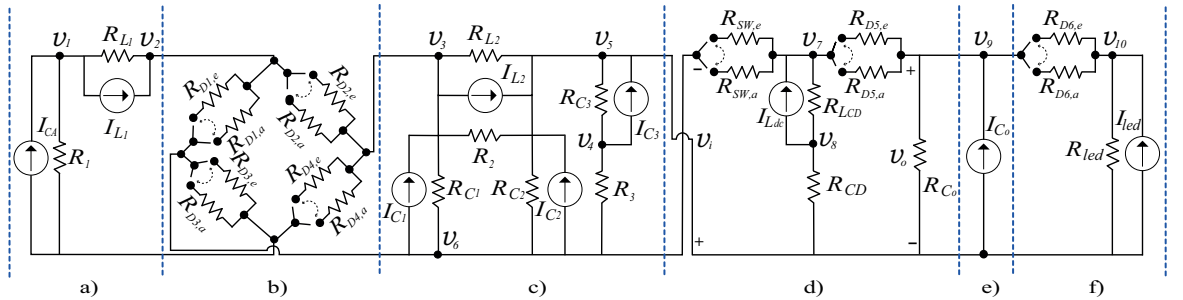 v1
RL1
v2
IL1
ICA
R1
RD1,e
RD1,a
RD2,e
RD2,a
RD3,e
RD3,a
RD4,e
RD4,a
v3
RL2
IL2
R2
RC1
IC1
RC2
IC2
v5
RC3
IC3
v4
R3
v6
vi
RSW,e
RSW,a
v7
RD5,e
RD5,a
−
+
ILdc
RLCD
v8
RCD
+
vo
RCo
−
+
v9
ICo
RD6,e
RD6,a
v10
Rled
Iled
a) b) c) d) e) f)